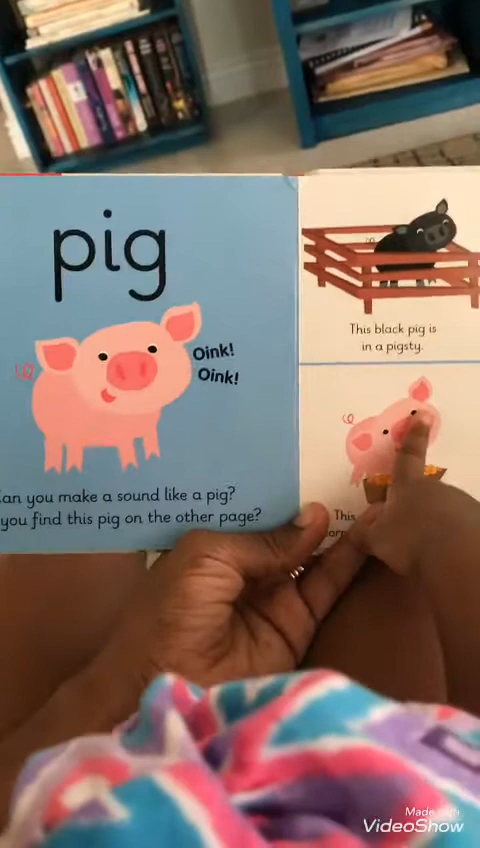 pig
Oink!
Oink!
Can you make a sound like a pig?
you find this pig on the other page?
This black pig is
in a pigsty.
This
Made with
VideoShow